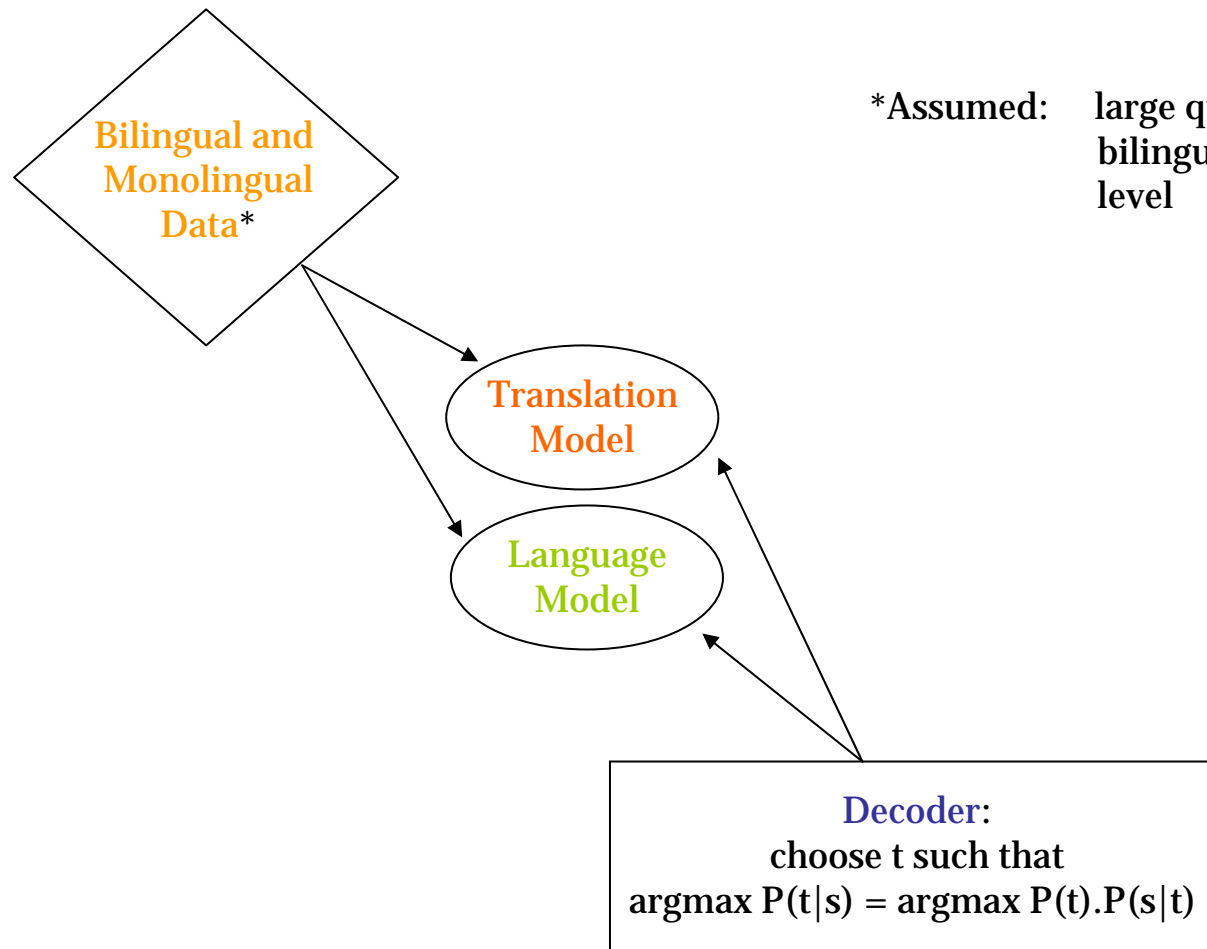 Bilingual and
Monolingual
Data*
*Assumed: large
bilingu
level
Translation
Model
Language
Model
Decoder:
choose t such that
argmax P(t|s) = argmax P(t).P(s|t)